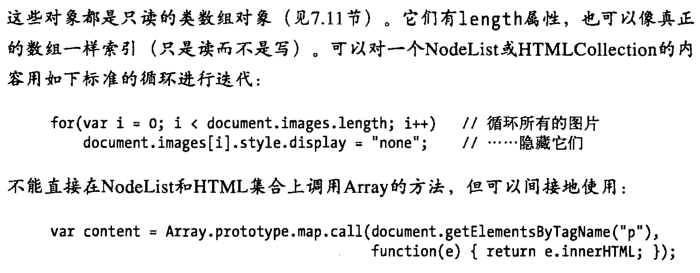 这些对象都是只读的类数组对象（见7.11节）。它们有length属性，也可以像真正
的数组一样索引（只是读而不是写）。可以对一个NodeList或HTMLCollection的内
容用如下标准的循环进行迭代：
for(var i = 0; i < document.images.length; i++)    // 循环所有的图片
    document.images[i].style.display = "none";    // ……隐藏它们
不能直接在NodeList和HTML集合上调用Array的方法，但可以间接地使用：
var content = Array.prototype.map.call(document.getElementsByTagName("p"),
                                       function(e) { return e.innerHTML; });